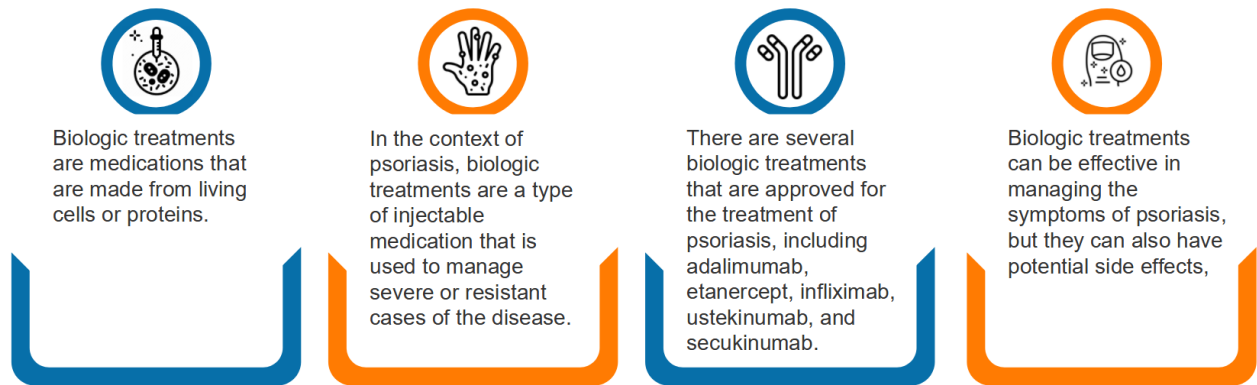 Biologic treatments
are medications that
are made from living
cells or proteins.
In the context of
psoriasis, biologic
treatments are a type
of injectable
medication that is
used to manage
severe or resistant
cases of the disease.
There are several
biologic treatments
that are approved for
the treatment of
psoriasis, including
adalimumab,
etanercept, infliximab,
ustekinumab, and
secukinumab.
Biologic treatments
can be effective in
managing the
symptoms of psoriasis,
but they can also have
potential side effects,